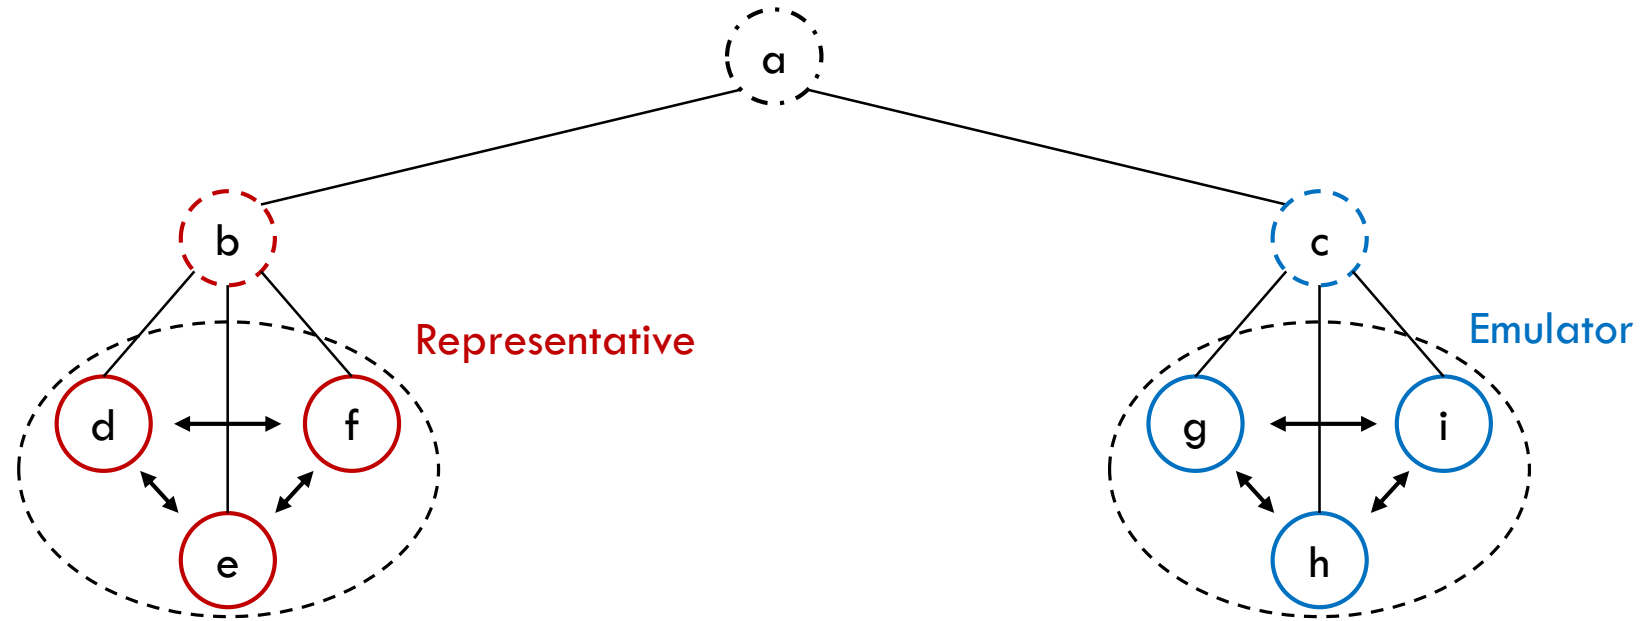 a
b
c
Representative
Emulator
d
f
g
i
e
h